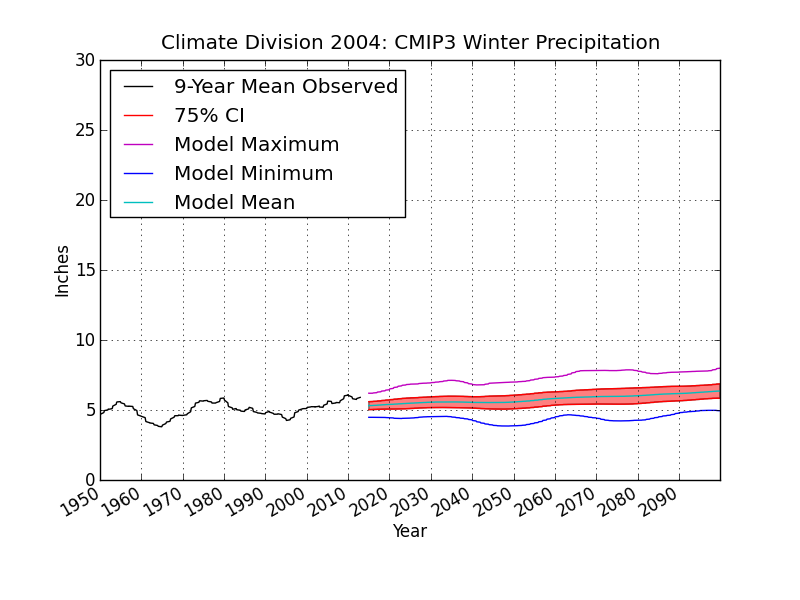 Climate Division 2004: CMIP3 Winter Precipitation
30
25
20
15
10
5
0
Inches
9-Year Mean Observed
75% CI
Model Maximum
Model Minimum
Model Mean
1950 1960 1970 1980 1990 2000 2010 2020 2030 2040 2050 2060 2070 2080 2090
Year